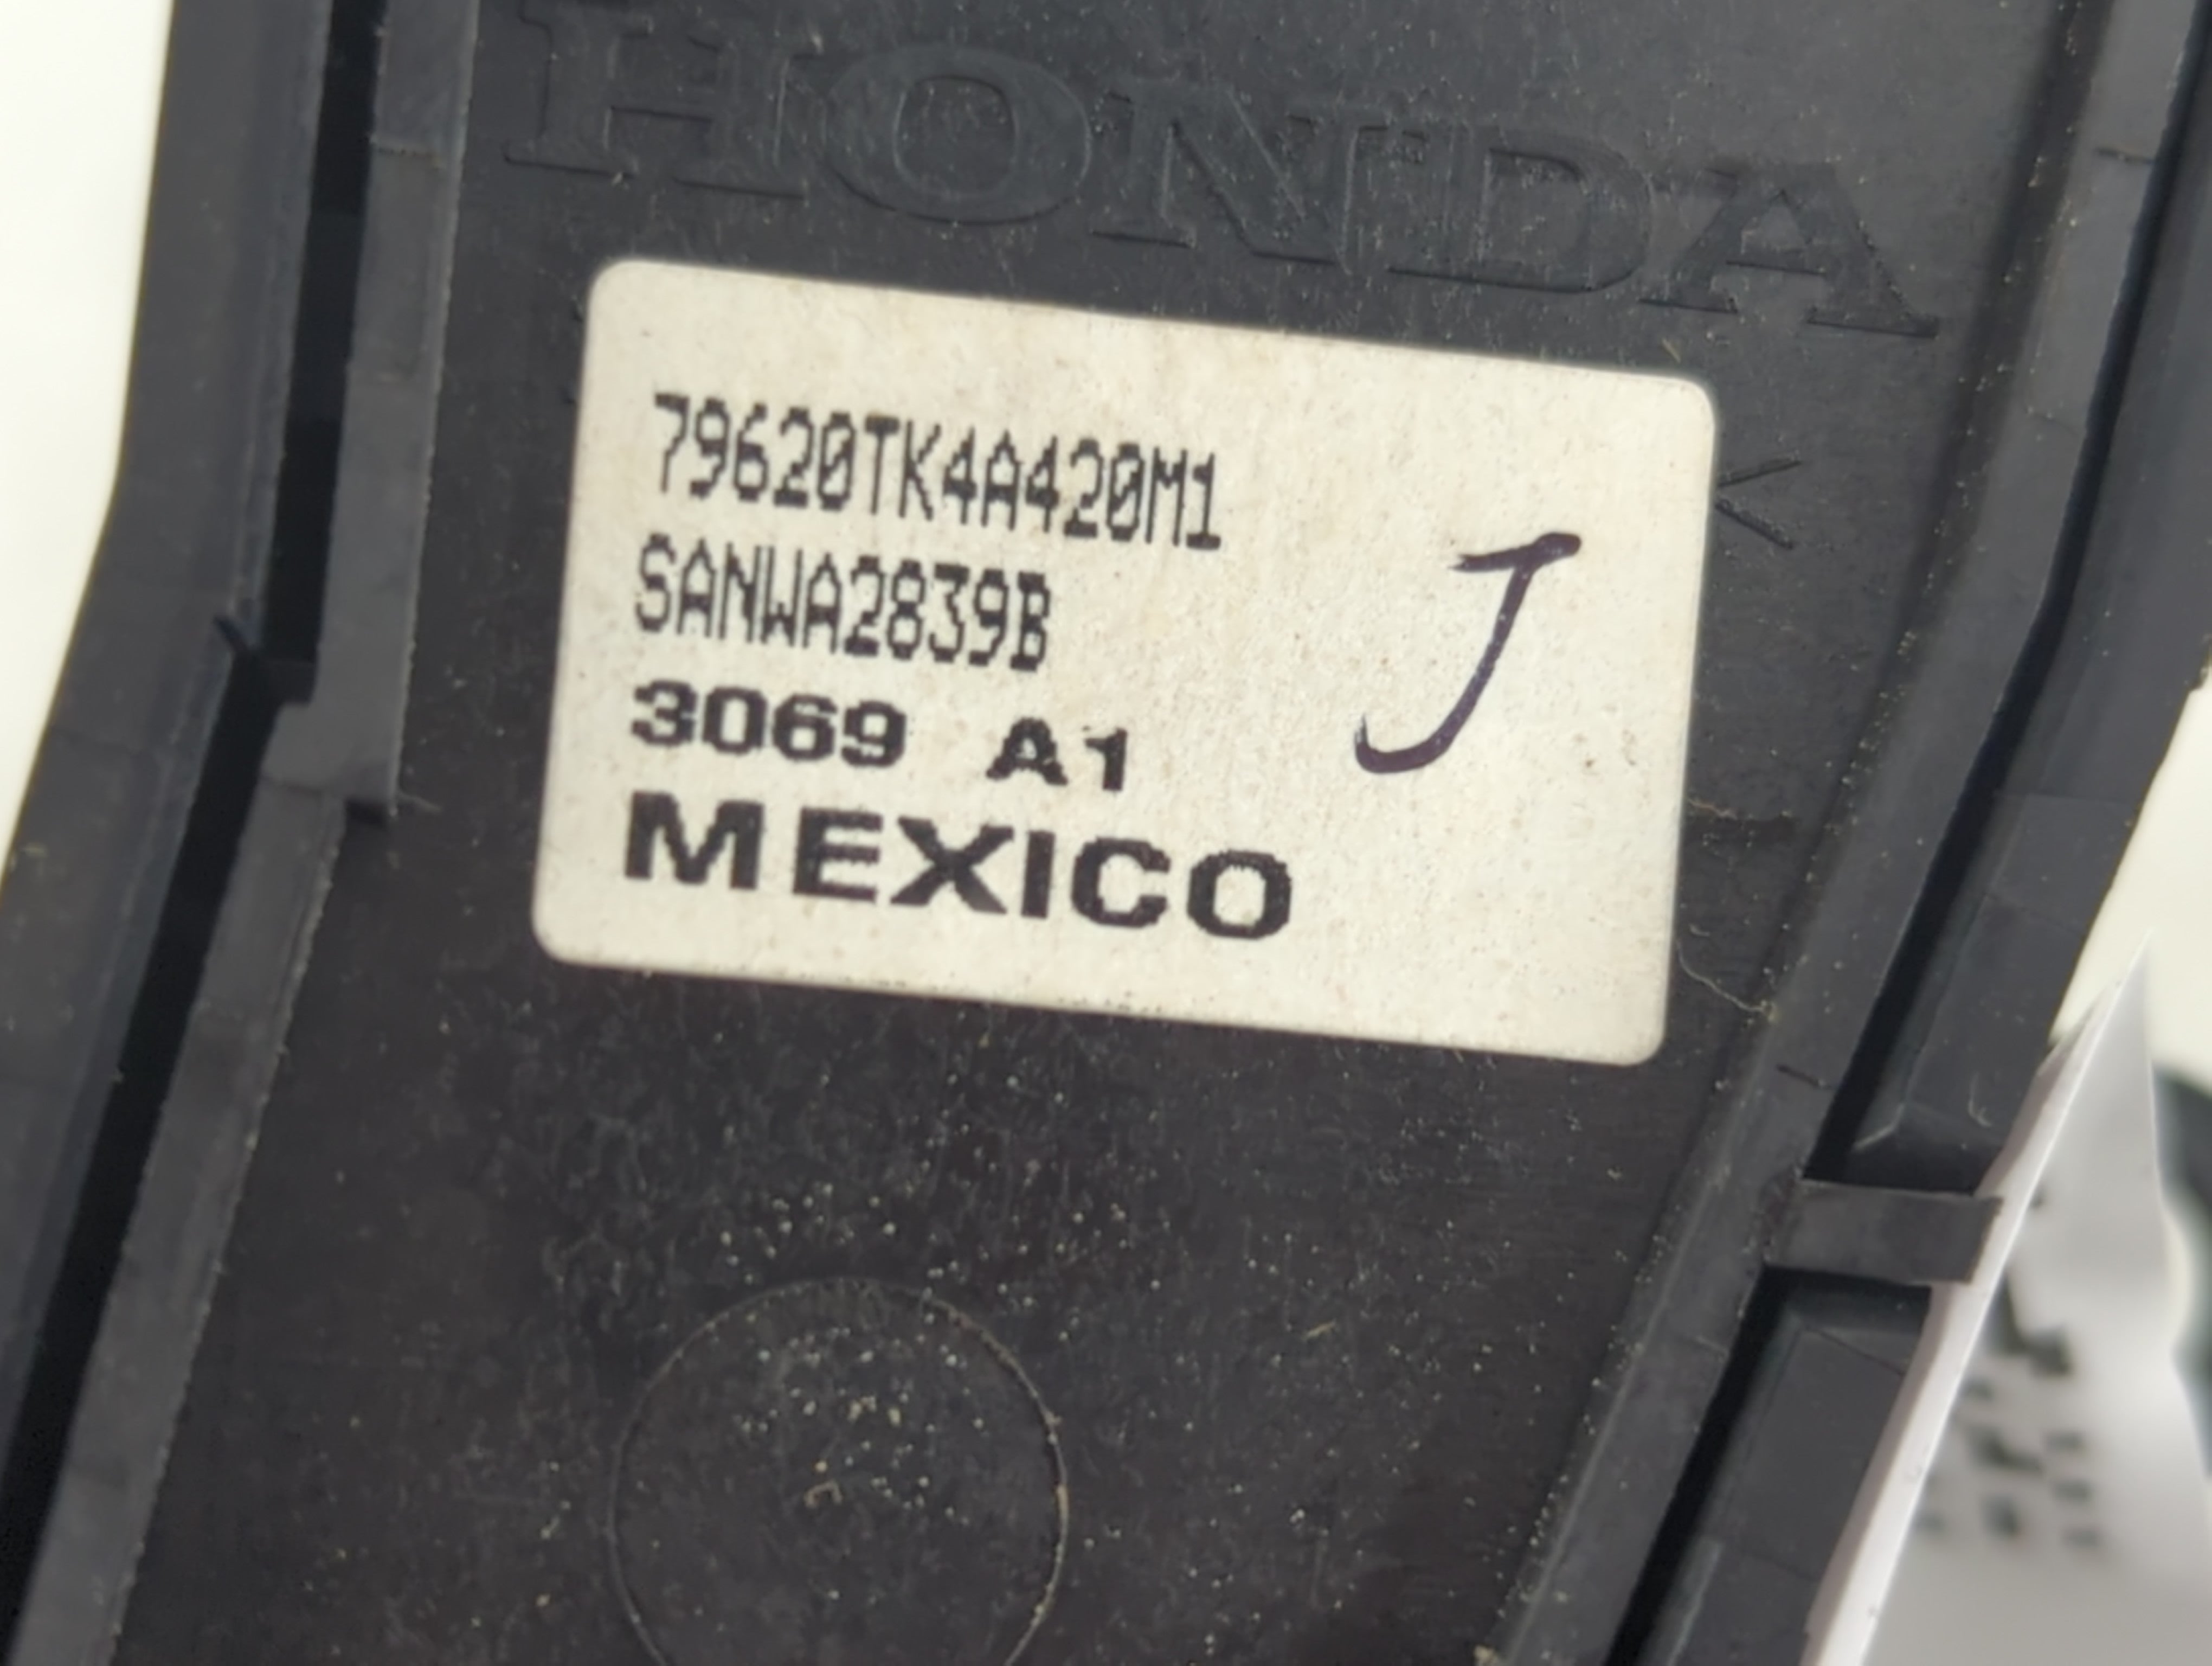 HONDA
79620TK4A420M1
SANWA2839B
J
3069 A1
MEXICO